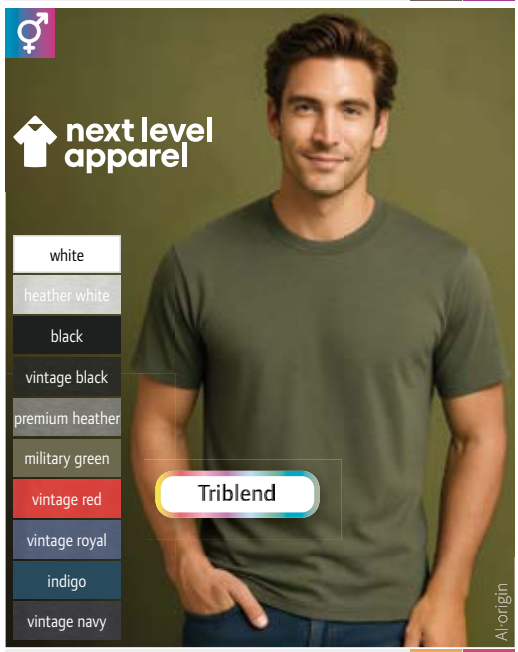 next level
apparel
white
heather white
black
vintage black
premium heather
military green
vintage red
vintage royal
indigo
vintage navy
Triblend
AI·origin